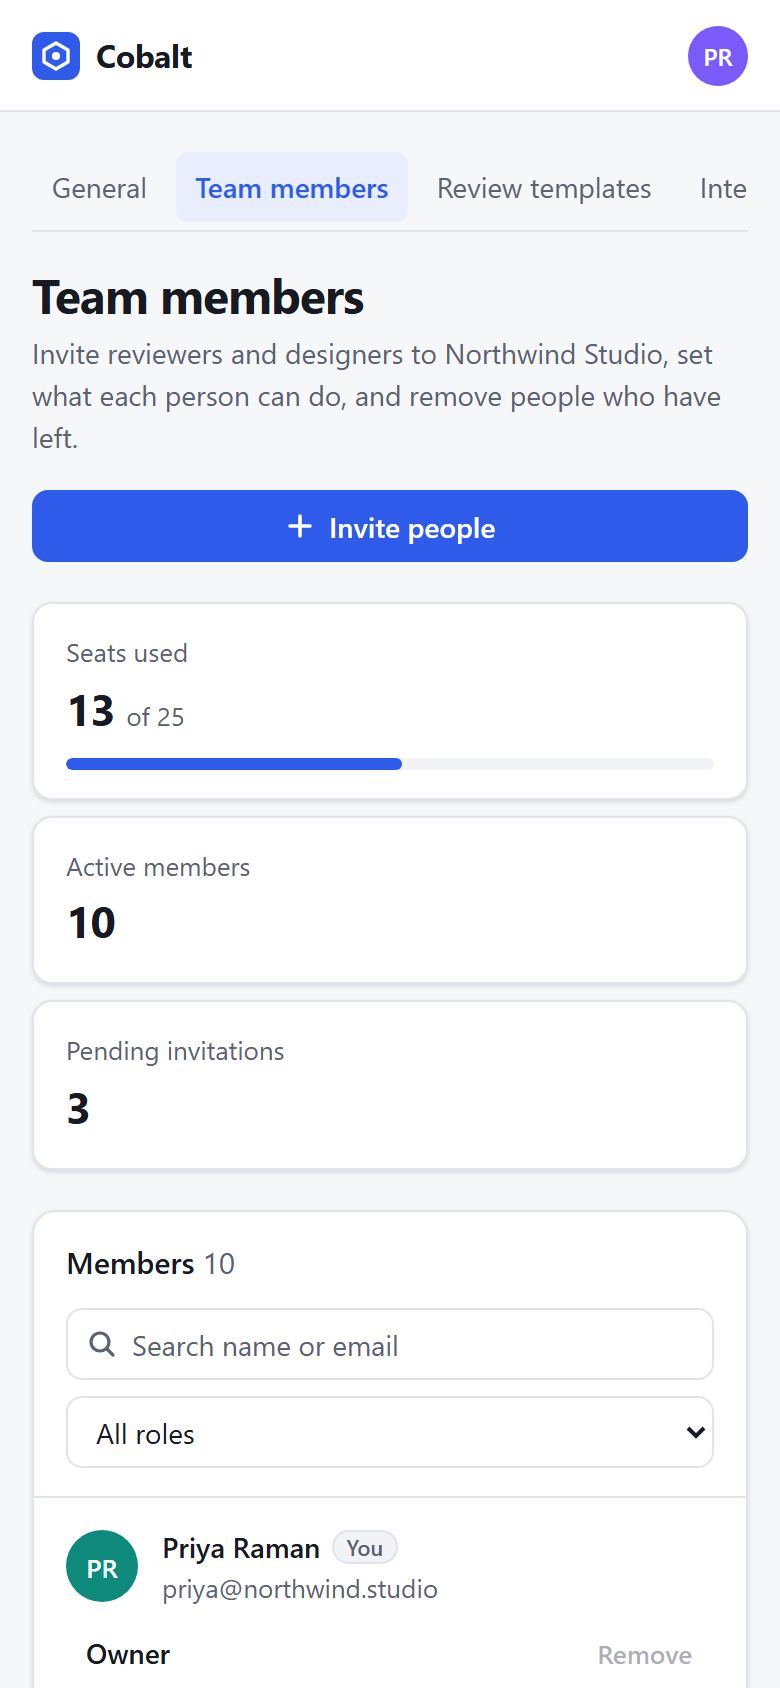 Cobalt
PR
General
Team members
Review templates
Inte
Team members
Invite reviewers and designers to Northwind Studio, set
what each person can do, and remove people who have
left.
Invite people
Seats used
13 of 25
Active members
10
Pending invitations
3
Members 10
Search name or email
All roles
PR
Priya Raman You
priya@northwind.studio
Owner
Remove